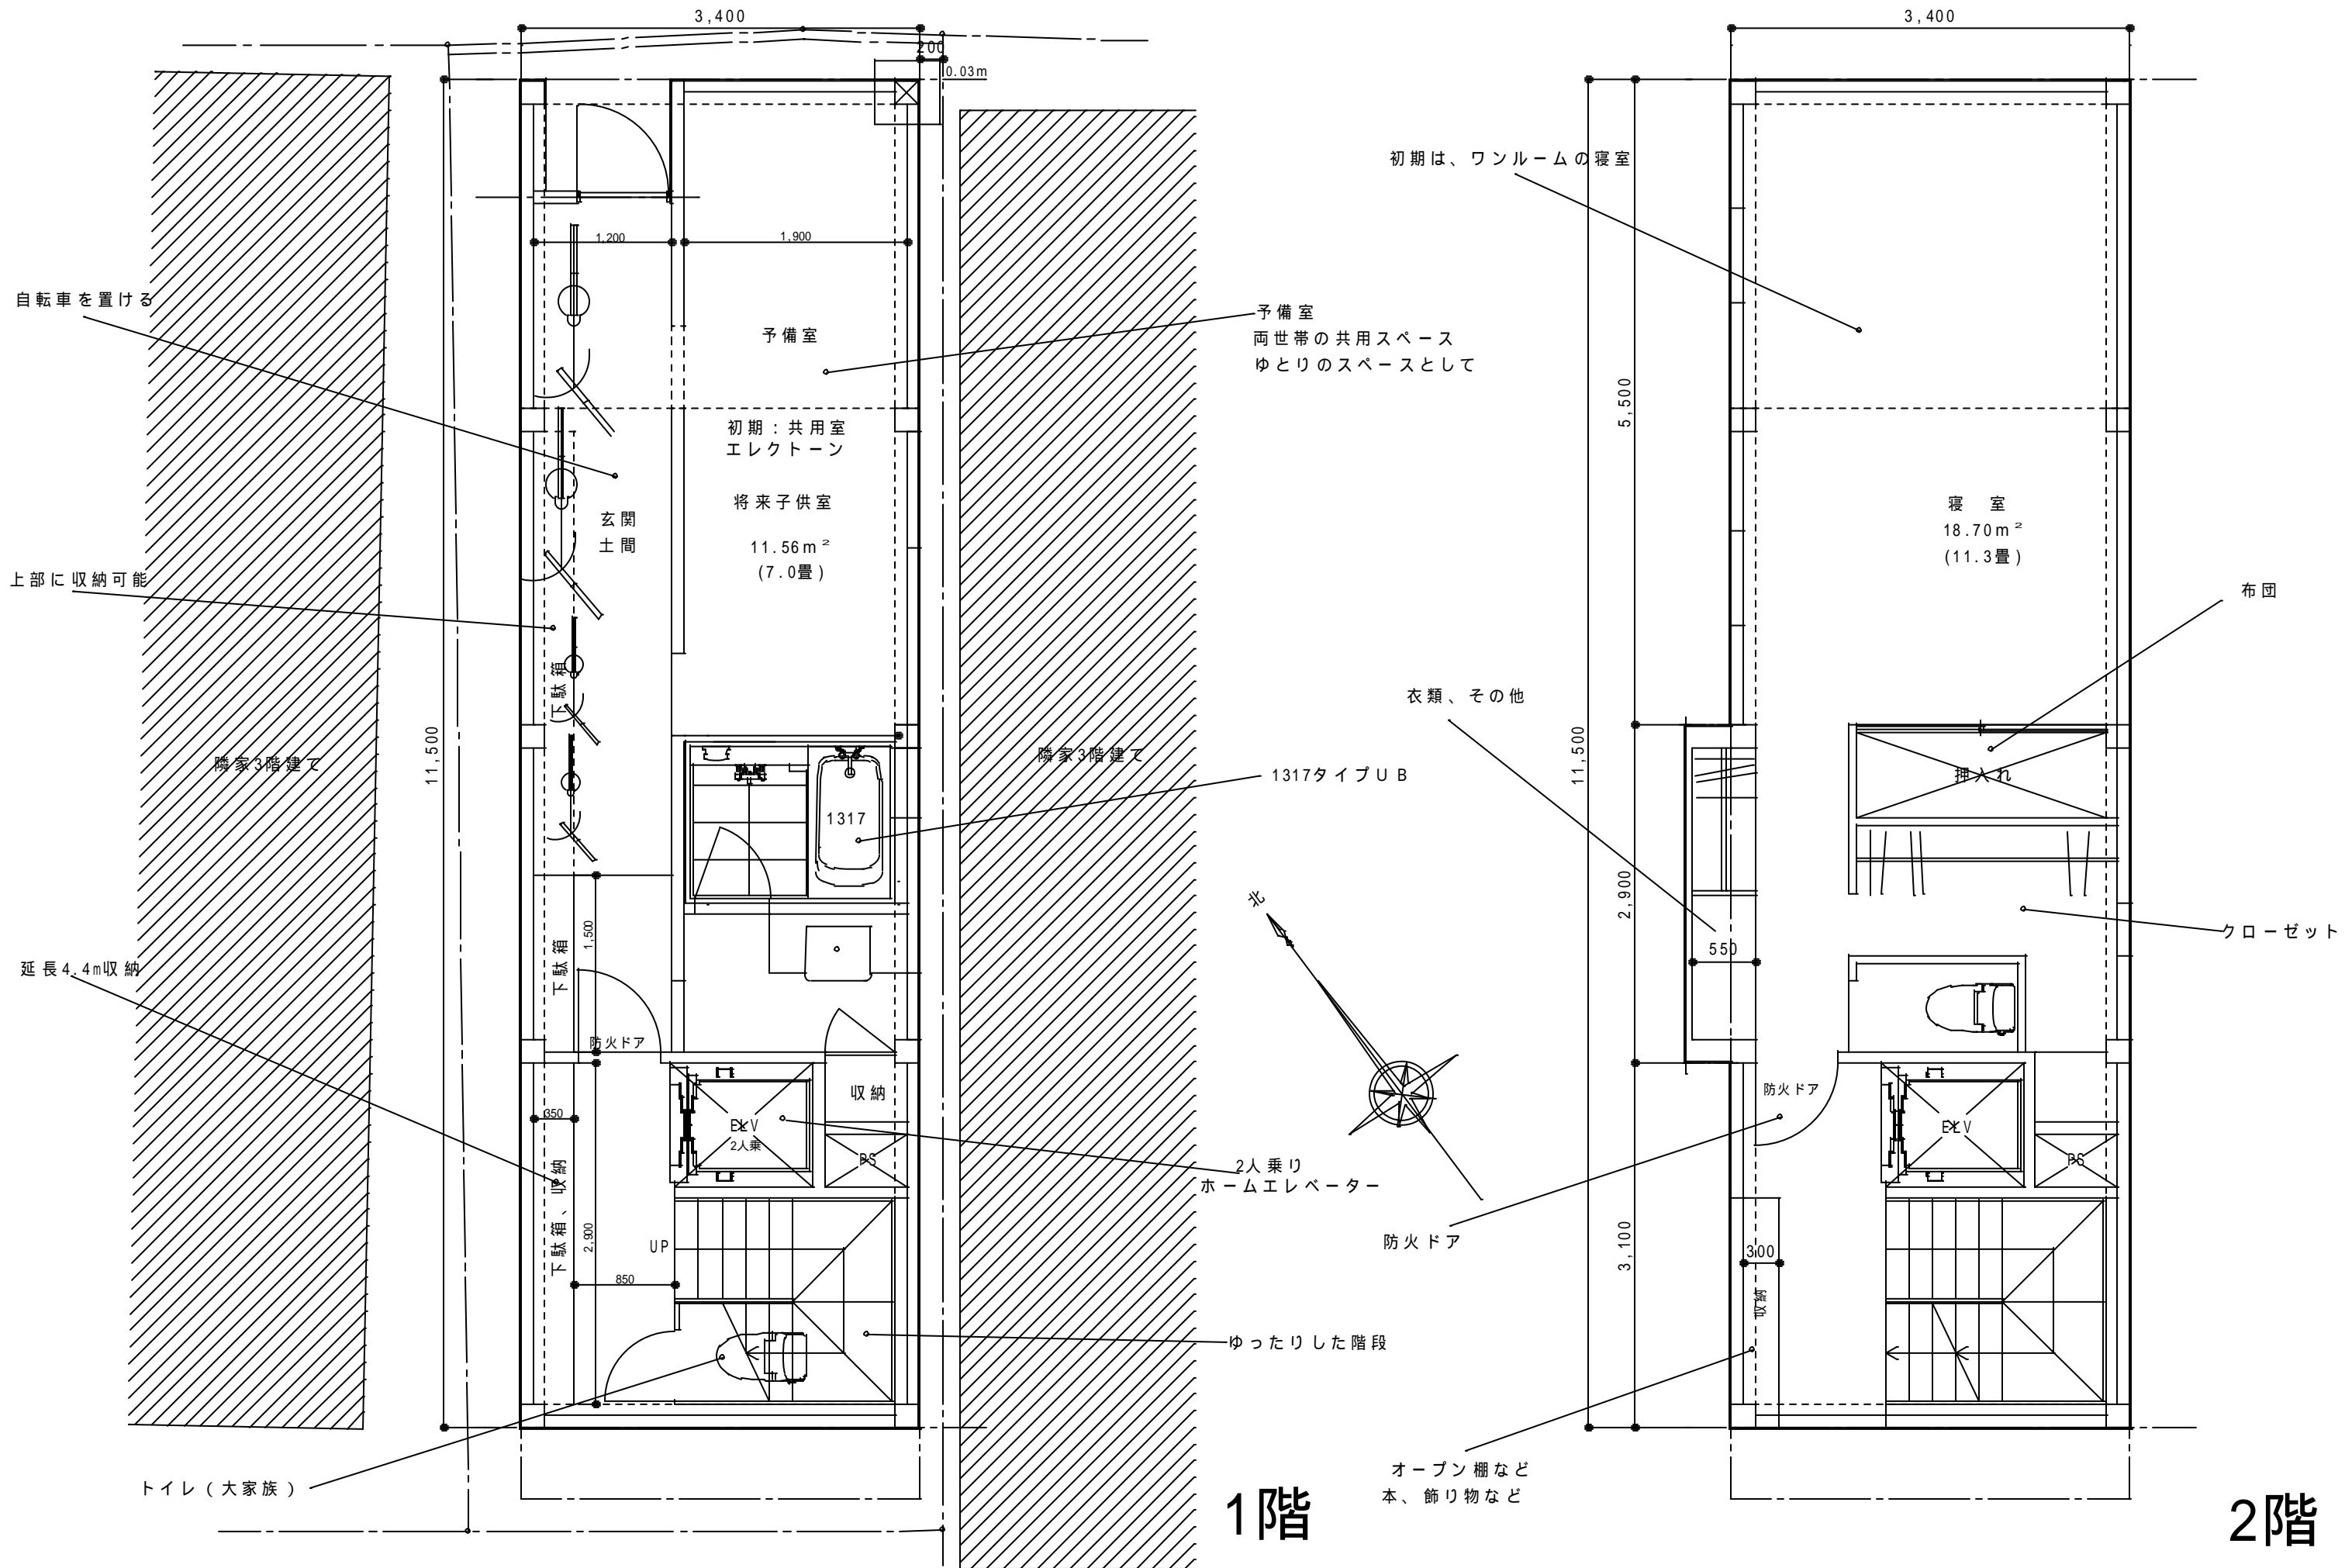 3,400
200
0.03m
1,200
1,900
自転車を置ける
予備室
予備室
両世帯の共用スペース
ゆとりのスペースとして
初期：共用室
エレクトーン
将来子供室
11.56m²
(7.0畳)
玄関
土間
上部に収納可能
下駄箱
11,500
隣家3階建て
隣家3階建て
1317
1317タイプUB
延長4.4m収納
下駄箱
1,500
防火ドア
収納
350
ELV
2人乗
PS
2人乗り
ホームエレベーター
下駄箱、収納
2,900
UP
850
ゆったりした階段
トイレ（大家族）
1階
北
3,400
初期は、ワンルームの寝室
5,500
寝 室
18.70m²
(11.3畳)
布団
衣類、その他
11,500
押入れ
2,900
550
クローゼット
防火ドア
ELV
PS
防火ドア
3,100
300
収納
オープン棚など
本、飾り物など
2階